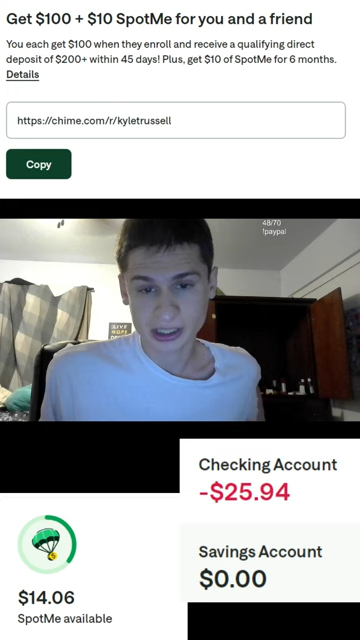 Get $100 + $10 SpotMe for you and a friend
You each get $100 when they enroll and receive a qualifying direct
deposit of $200+ within 45 days! Plus, get $10 of SpotMe for 6 months.
Details
https://chime.com/r/kyletrussell
Copy
48/70
!paypal
GIVE
HOPE
Checking Account
-$25.94
Savings Account
$0.00
$14.06
SpotMe available